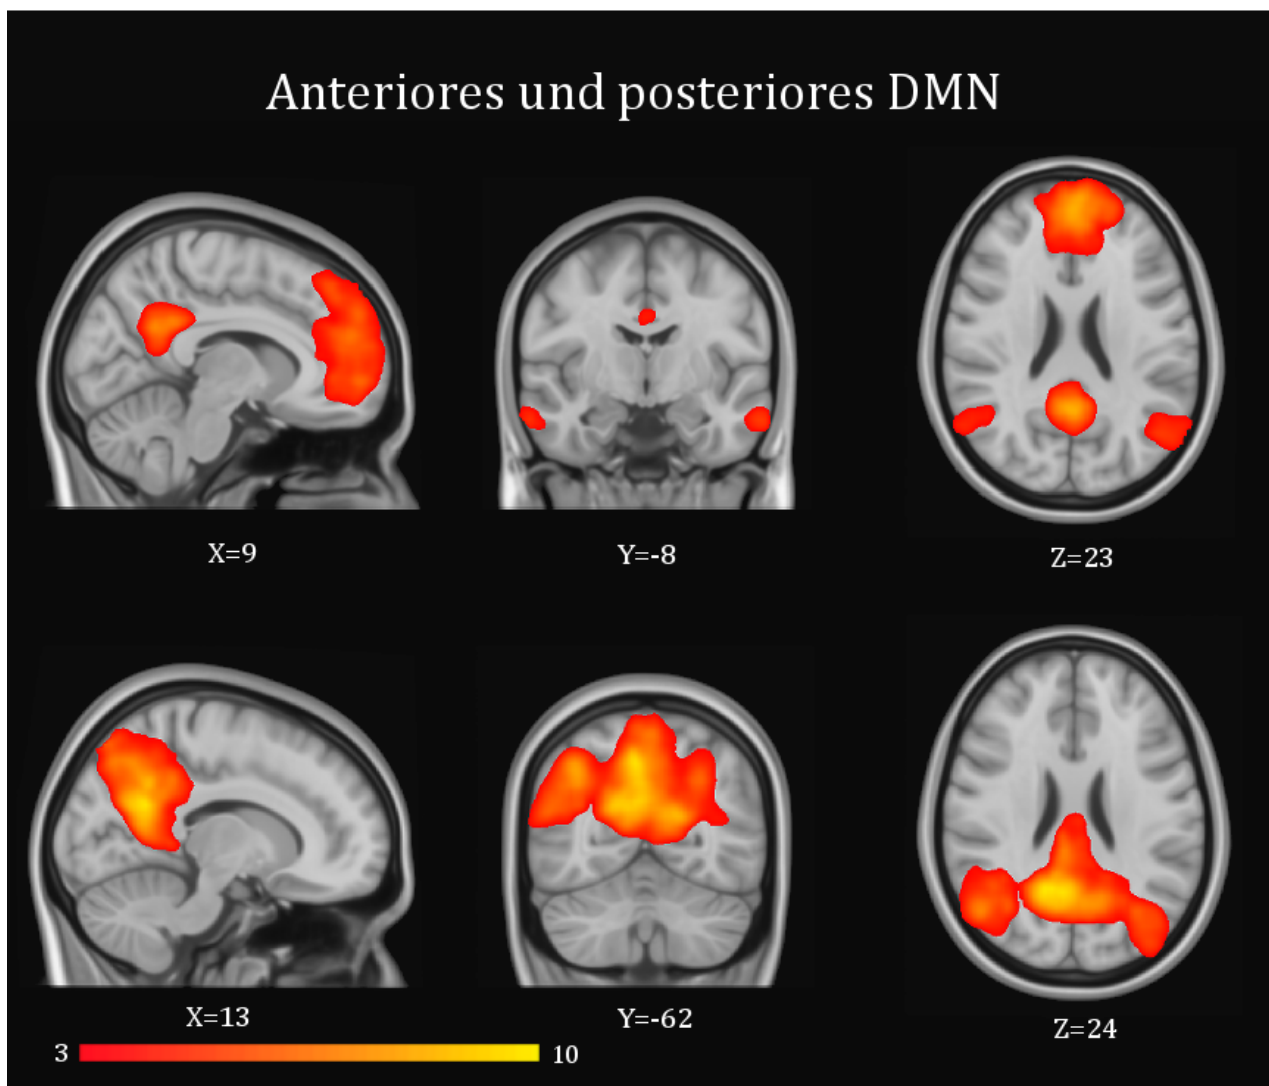 Anteriores und posteriores DMN
X=9
Y=-8
Z=23
X=13
Y=-62
Z=24
3
10